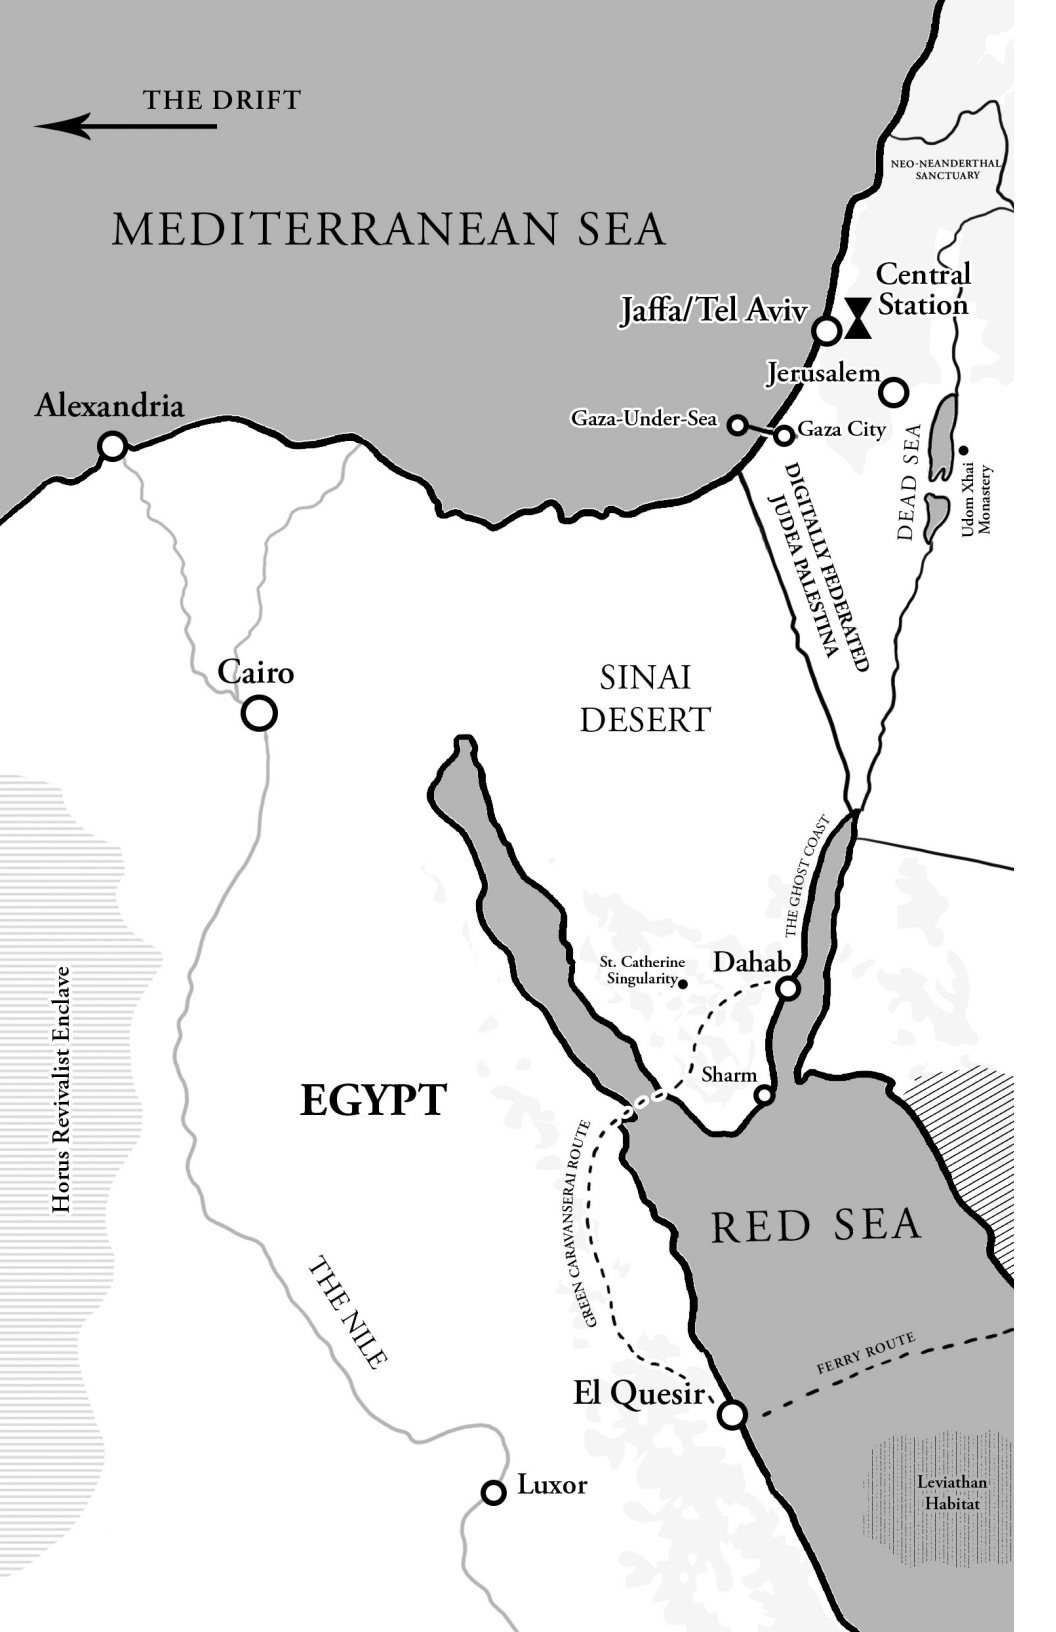 THE DRIFT
MEDITERRANEAN SEA
NEO-NEANDERTHAL
SANCTUARY
Central
Station
Jaffa/Tel Aviv
Jerusalem
Alexandria
Gaza-Under-Sea
Gaza City
DEAD SEA
Udom Xhai
Monastery
DIGITALLY FEDERATED
JUDEA PALESTINA
Cairo
SINAI
DESERT
THE GHOST COAST
St. Catherine
Singularity
Dahab
Horus Revivalist Enclave
EGYPT
Sharm
GREEN CARAVANSERAI ROUTE
RED SEA
THE NILE
FERRY ROUTE
El Quesir
Luxor
Leviathan
Habitat